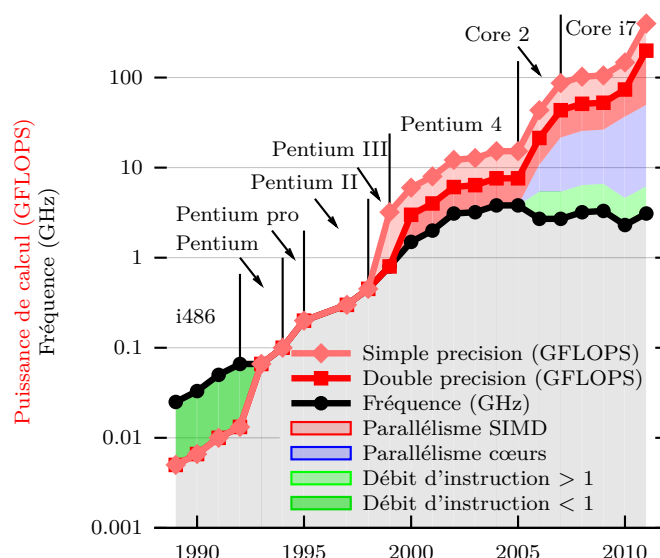 Core 2
Core i7
100
Pentium 4
Pentium III
10
Pentium II
Pentium pro
Pentium
1
i486
0.1
0.01
0.001
Puissance de calcul (GFLOPS)
Fréquence (GHz)
Simple precision (GFLOPS)
Double precision (GFLOPS)
Fréquence (GHz)
Parallélisme SIMD
Parallélisme cœurs
Débit d'instruction > 1
Débit d'instruction < 1
1990
1995
2000
2005
2010